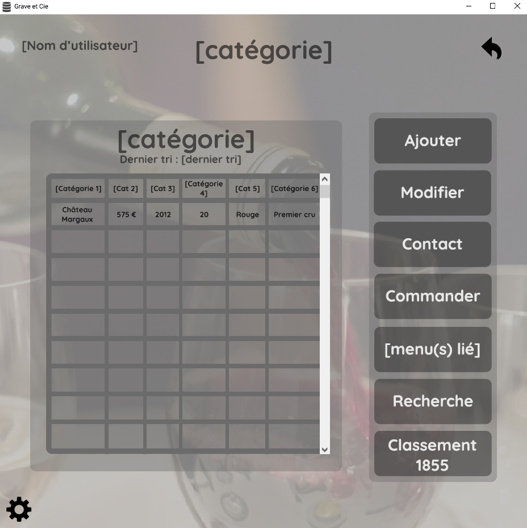 Grave et Cie
[Nom d'utilisateur]
[catégorie]
[catégorie]
Dernier tri : [dernier tri]
[Catégorie 1] [Cat 2] [Cat 3] [Catégorie 4] [Cat 5] [Catégorie 6]
Château Margaux 575 € 2012 20 Rouge Premier cru
Ajouter
Modifier
Contact
Commander
[menu(s) lié]
Recherche
Classement
1855